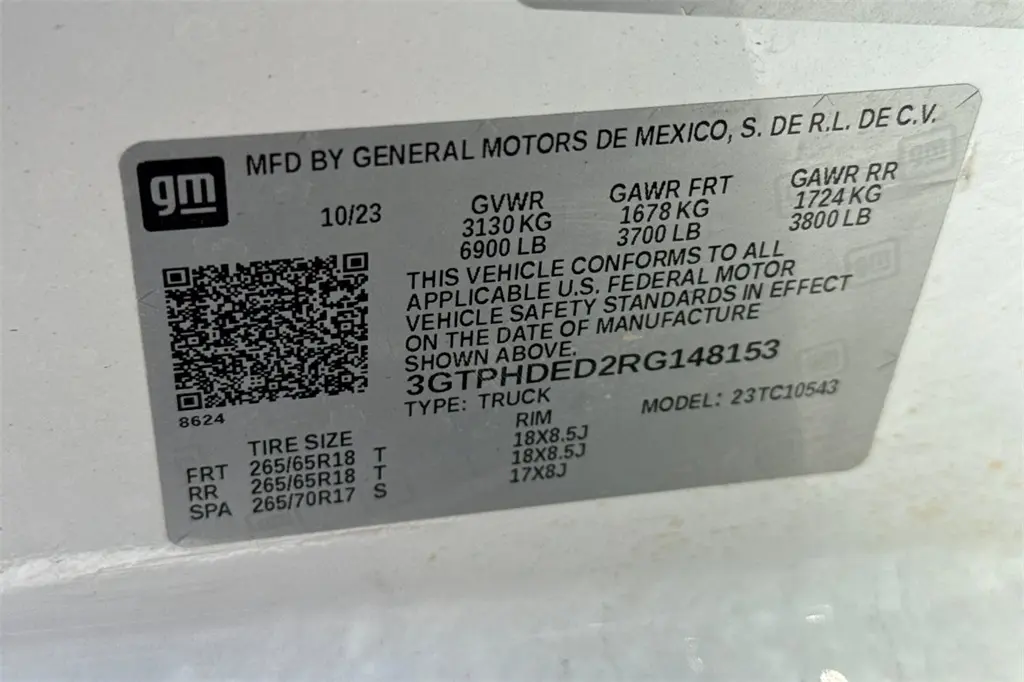 MFD BY GENERAL MOTORS DE MEXICO, S. DE R.L. DE C.V.
gm
10/23
GVWR GAWR FRT GAWR RR
3130 KG 1678 KG 1724 KG
6900 LB 3700 LB 3800 LB
THIS VEHICLE CONFORMS TO ALL
APPLICABLE U.S. FEDERAL MOTOR
VEHICLE SAFETY STANDARDS IN EFFECT
ON THE DATE OF MANUFACTURE
SHOWN ABOVE.
3GTPHDED2RG148153
TYPE: TRUCK MODEL: 23TC10543
8624
TIRE SIZE RIM
FRT 265/65R18 T 18X8.5J
RR 265/65R18 T 18X8.5J
SPA 265/70R17 S 17X8J